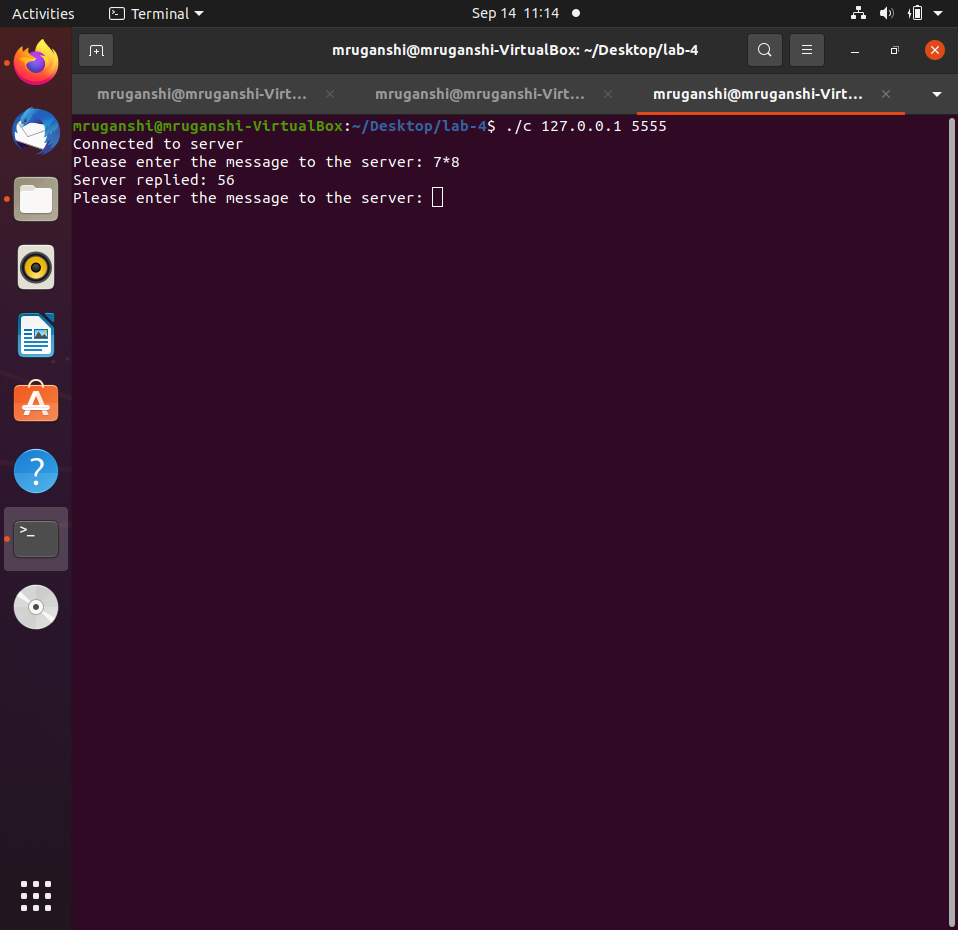 Activities Terminal Sep 14 11:14
mruganshi@mruganshi-VirtualBox: ~/Desktop/lab-4
mruganshi@mruganshi-Virt... mruganshi@mruganshi-Virt... mruganshi@mruganshi-Virt...
mruganshi@mruganshi-VirtualBox:~/Desktop/lab-4$ ./c 127.0.0.1 5555
Connected to server
Please enter the message to the server: 7*8
Server replied: 56
Please enter the message to the server: